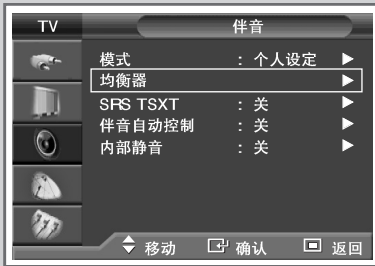 TV 伴音
模式 : 个人设定 ▶
均衡器 ▶
SRS TSXT : 关 ▶
伴音自动控制 : 关 ▶
内部静音 : 关 ▶
移动 确认 返回